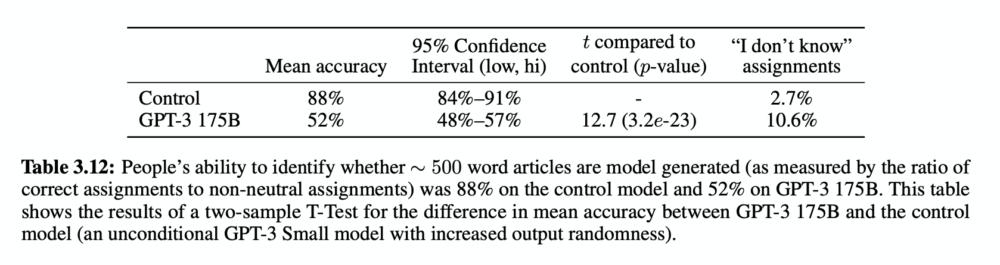 Mean accuracy 95% Confidence Interval (low, hi) t compared to control (p-value) “I don’t know” assignments
Control 88% 84%–91% - 2.7%
GPT-3 175B 52% 48%–57% 12.7 (3.2e-23) 10.6%
Table 3.12: People’s ability to identify whether ∼ 500 word articles are model generated (as measured by the ratio of
correct assignments to non-neutral assignments) was 88% on the control model and 52% on GPT-3 175B. This table
shows the results of a two-sample T-Test for the difference in mean accuracy between GPT-3 175B and the control
model (an unconditional GPT-3 Small model with increased output randomness).